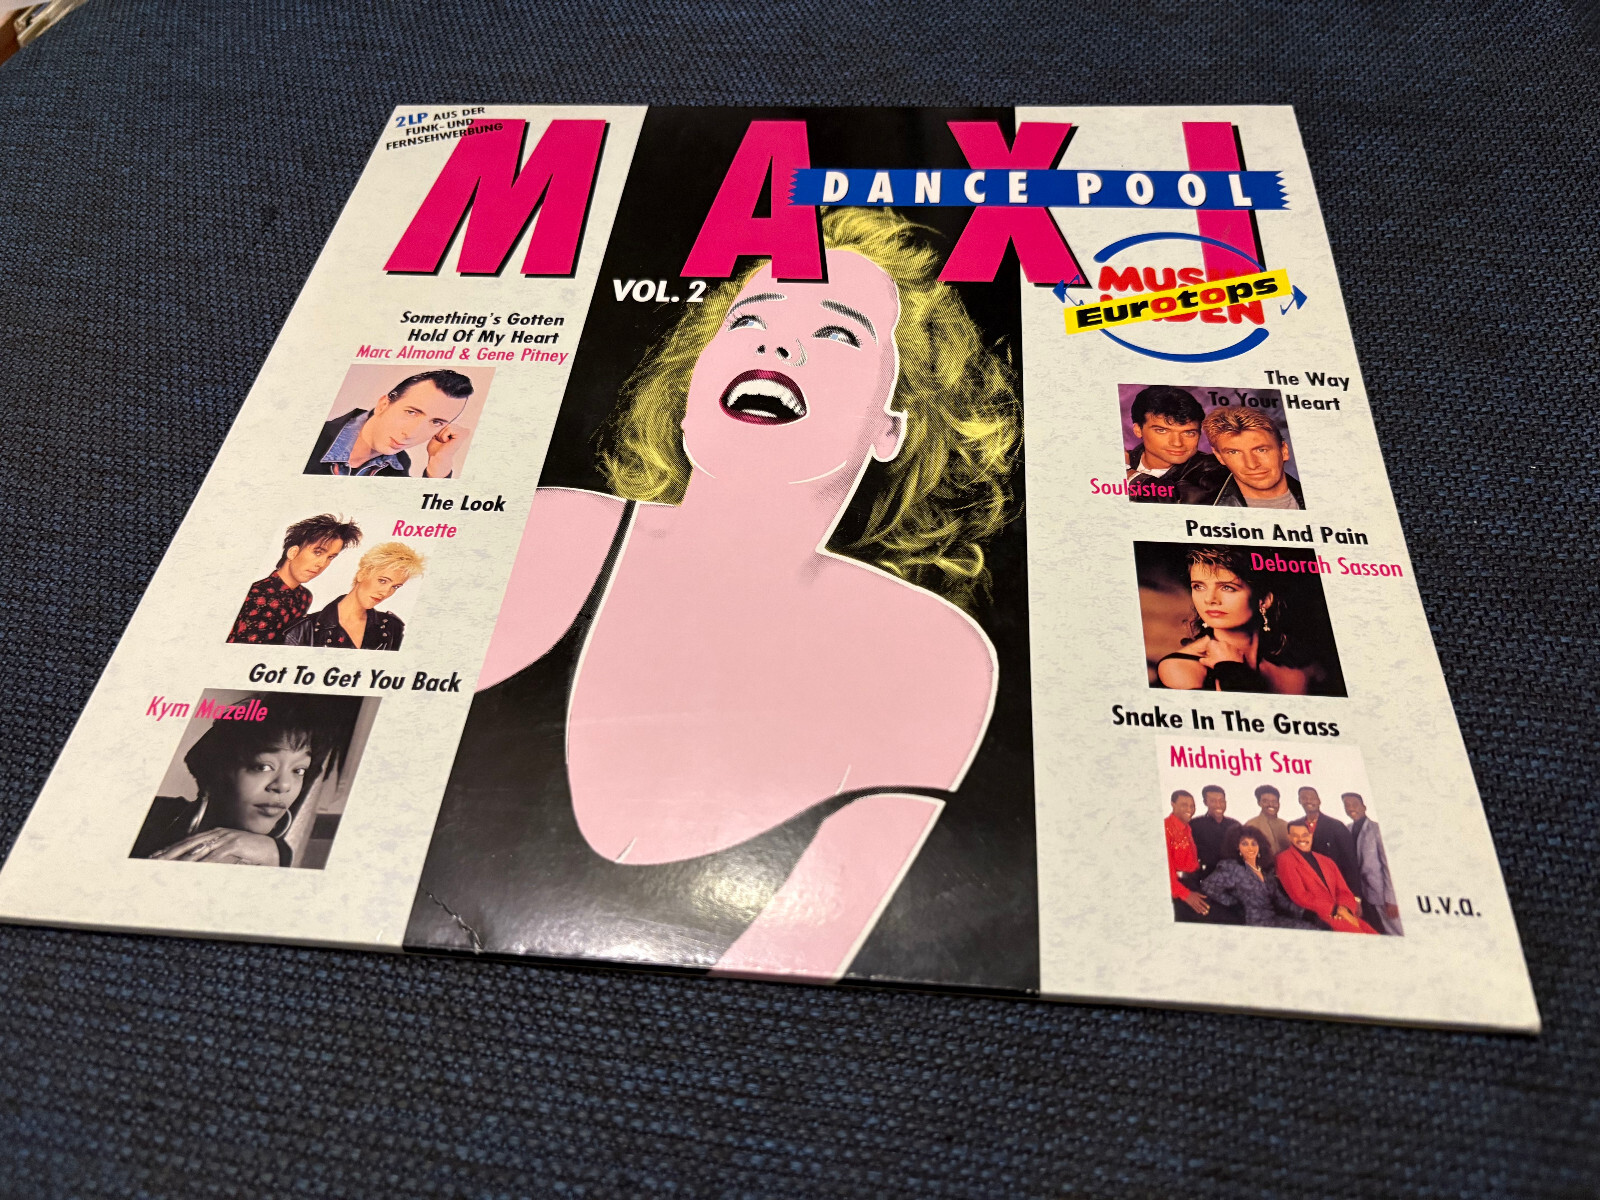 2LP AUS DER
FUNK- UND
FERNSEHWERBUNG
MAXI
DANCE POOL
VOL. 2
Eurotops
Something's Gotten
Hold Of My Heart
Marc Almond & Gene Pitney
The Look
Roxette
Got To Get You Back
Kym Mazelle
The Way
To Your Heart
Soulsister
Passion And Pain
Deborah Sasson
Snake In The Grass
Midnight Star
u.v.a.